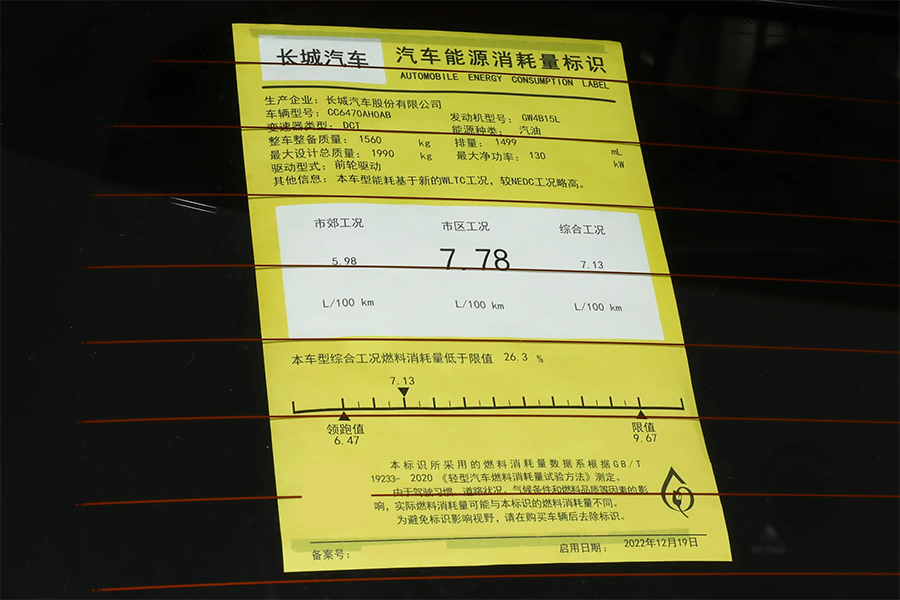 长城汽车 汽车能源消耗量标识
AUTOMOBILE ENERGY CONSUMPTION LABEL
生产企业：长城汽车股份有限公司
车辆型号：CC6470AH0AB 发动机型号：GW4B15L
变速器类型：DCT 能源种类：汽油
整车整备质量：1560 kg 排量：1499 mL
最大设计总质量：1990 kg 最大净功率：130 kW
驱动型式：前轮驱动
其他信息：本车型能耗基于新的WLTC工况，较NEDC工况略高。
市郊工况 市区工况 综合工况
5.98 7.78 7.13
L/100 km L/100 km L/100 km
本车型综合工况燃料消耗量低于限值 26.3 %
7.13
领跑值 限值
6.47 9.67
本标识所采用的燃料消耗量数据系根据GB/T
19233- 2020 《轻型汽车燃料消耗量试验方法》测定。
由于驾驶习惯、道路状况、气候条件和燃料品质等因素的影
响，实际燃料消耗量可能与本标识的燃料消耗量不同。
为避免标识影响视野，请在购买车辆后去除标识。
备案号： 启用日期： 2022年12月19日